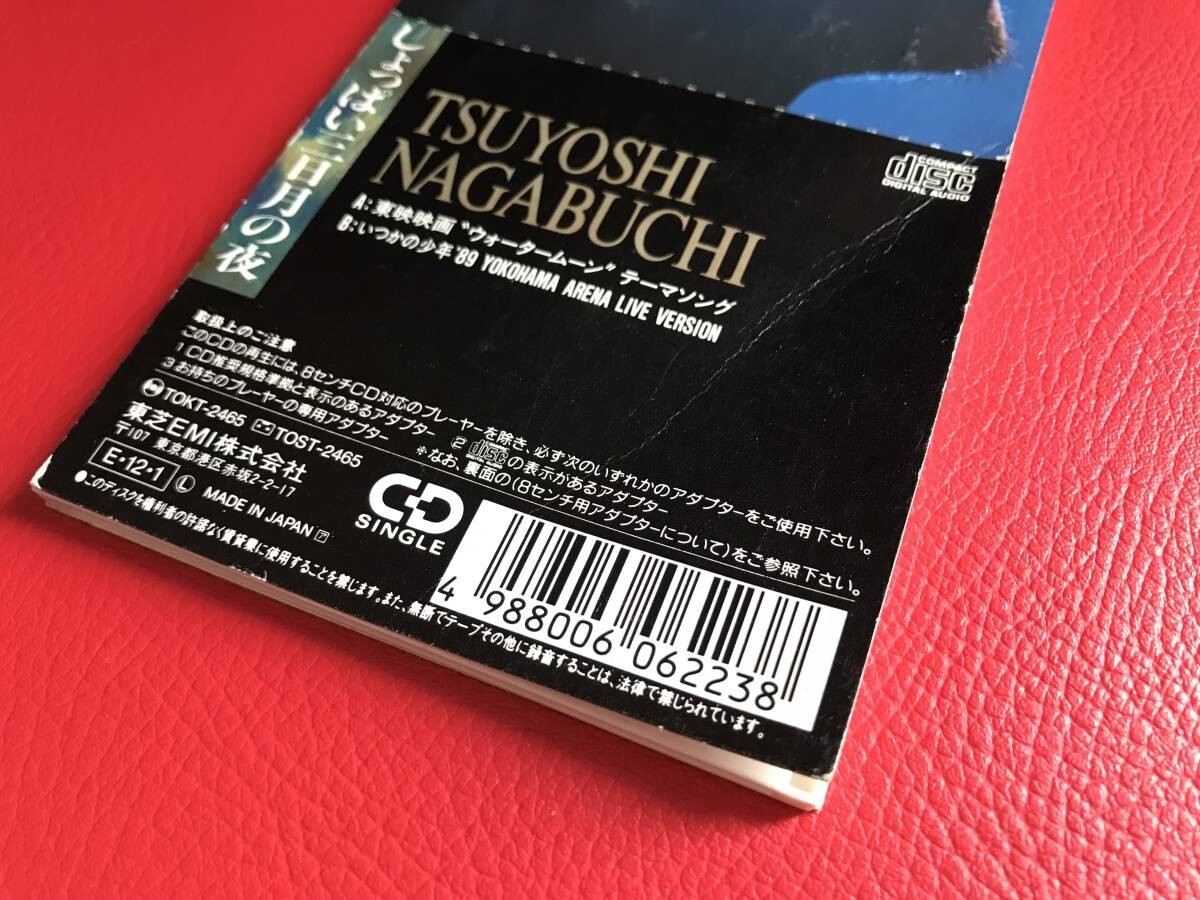 しょっぱい三日月の夜
TSUYOSHI
NAGABUCHI
COMPACT
disc
DIGITAL AUDIO
A:東映映画“ウォータームーン”テーマソング
B:いつかの少年'89 YOKOHAMA ARENA LIVE VERSION
取扱上のご注意
このCDの再生には、8センチCD対応のプレーヤーを除き、必ず次のいずれかのアダプターをご使用下さい。
1 CD推奨規格準拠と表示のあるアダプター 2 discの表示があるアダプター
3 お持ちのプレーヤーの専用アダプター ※なお、裏面の(8センチ用アダプターについて)をご参照下さい。
TOKT-2465 TOST-2465
東芝EMI株式会社
〒107 東京都港区赤坂2-2-17
E・12・1 Ⓛ MADE IN JAPAN ア
CD
SINGLE
4 988006 062238
●このディスクを権利者の許諾なく賃貸業に使用することを禁じます。また、無断でテープその他に録音することは、法律で禁じられています。